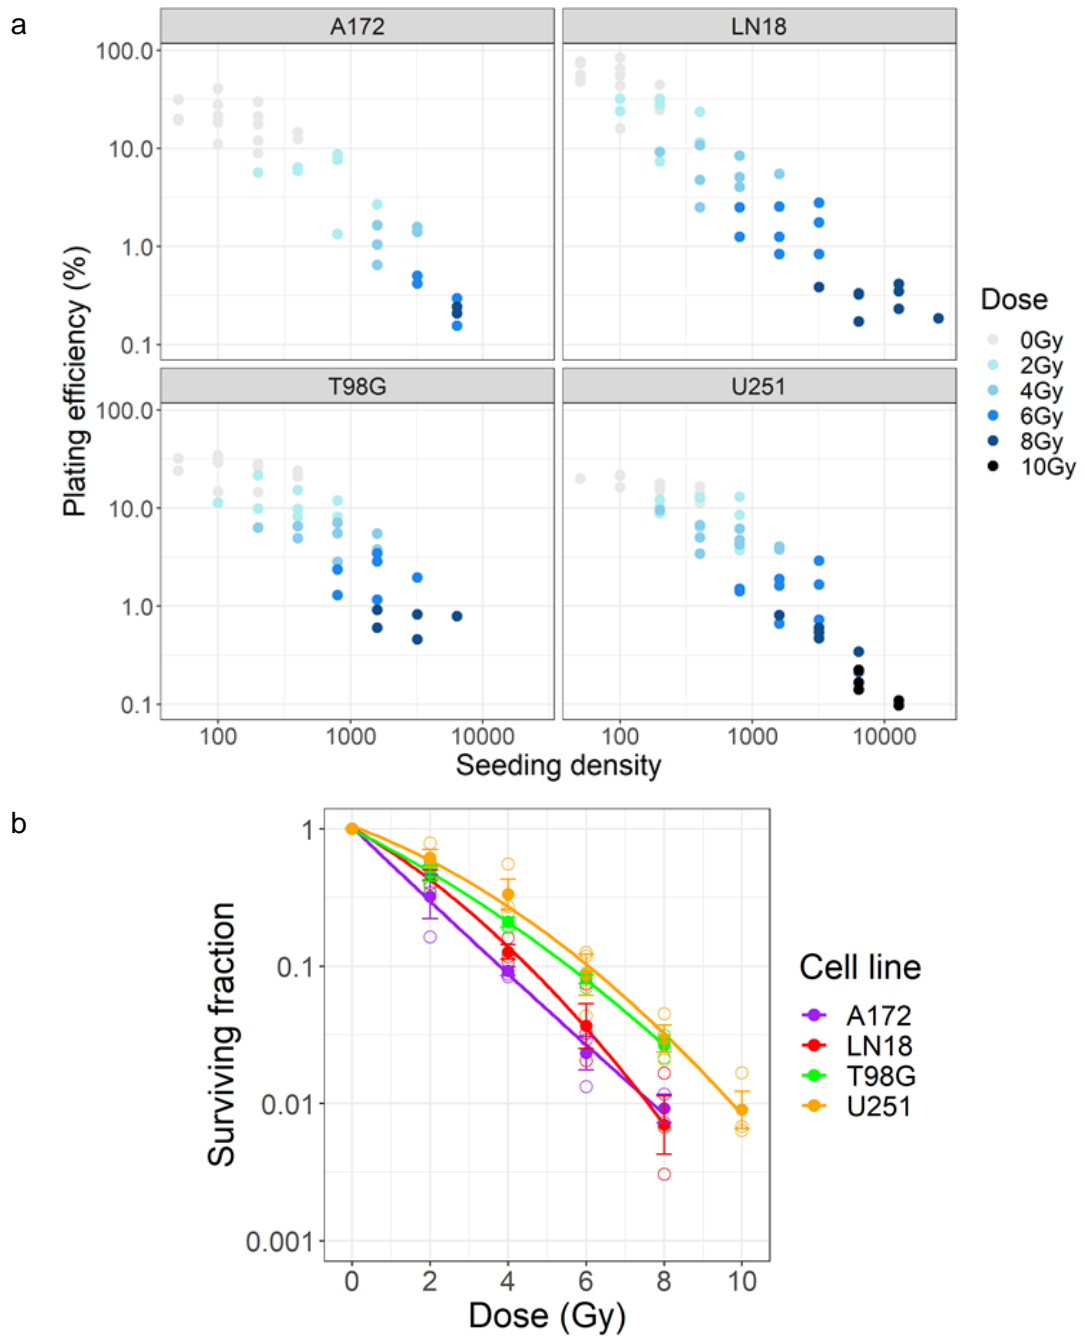 a
A172
LN18
100.0
10.0
1.0
0.1
T98G
U251
100.0
10.0
1.0
0.1
Plating efficiency (%)
100
1000
10000
100
1000
10000
Seeding density
Dose
0Gy
2Gy
4Gy
6Gy
8Gy
10Gy
b
1
0.1
0.01
0.001
Surviving fraction
0
2
4
6
8
10
Dose (Gy)
Cell line
A172
LN18
T98G
U251